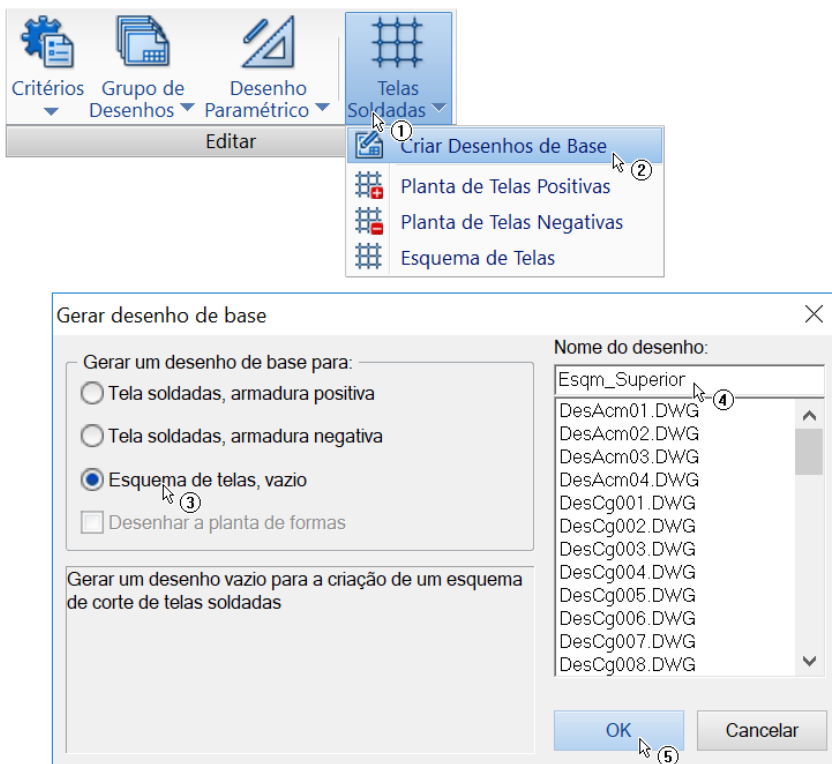 Critérios
Grupo de
Desenhos
Desenho
Paramétrico
Telas
Soldadas
1
Editar
Criar Desenhos de Base
2
Planta de Telas Positivas
Planta de Telas Negativas
Esquema de Telas
Gerar desenho de base
Gerar um desenho de base para:
Tela soldadas, armadura positiva
Tela soldadas, armadura negativa
Esquema de telas, vazio
3
Desenhar a planta de formas
Gerar um desenho vazio para a criação de um esquema
de corte de telas soldadas
Nome do desenho:
Esqm_Superior
4
DesAcm01.DWG
DesAcm02.DWG
DesAcm03.DWG
DesAcm04.DWG
DesCg001.DWG
DesCg002.DWG
DesCg003.DWG
DesCg004.DWG
DesCg005.DWG
DesCg006.DWG
DesCg007.DWG
DesCg008.DWG
OK
5
Cancelar